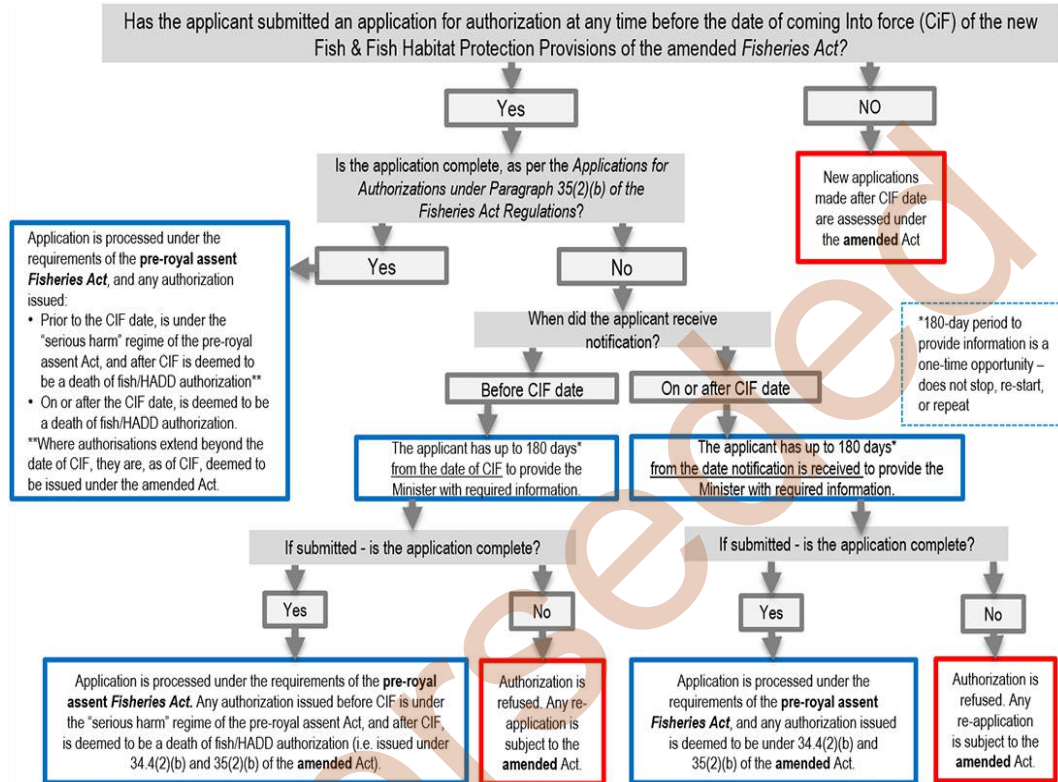 Has the applicant submitted an application for authorization at any time before the date of coming Into force (CiF) of the new
Fish & Fish Habitat Protection Provisions of the amended Fisheries Act?
Yes
NO
Is the application complete, as per the Applications for
Authorizations under Paragraph 35(2)(b) of the
Fisheries Act Regulations?
New applications
made after CIF date
are assessed under
the amended Act
Application is processed under the
requirements of the pre-royal assent
Fisheries Act, and any authorization
issued:
• Prior to the CIF date, is under the
"serious harm" regime of the pre-royal
assent Act, and after CIF is deemed to
be a death of fish/HADD authorization**
• On or after the CIF date, is deemed to be
a death of fish/HADD authorization.
**Where authorisations extend beyond the
date of CIF, they are, as of CIF, deemed to
be issued under the amended Act.
Yes
No
When did the applicant receive
notification?
*180-day period to
provide information is a
one-time opportunity –
does not stop, re-start,
or repeat
Before CIF date
On or after CIF date
The applicant has up to 180 days*
from the date of CIF to provide the
Minister with required information.
The applicant has up to 180 days*
from the date notification is received to provide the
Minister with required information.
If submitted - is the application complete?
If submitted - is the application complete?
Yes
No
Yes
No
Application is processed under the requirements of the pre-royal
assent Fisheries Act. Any authorization issued before CIF is under
the "serious harm" regime of the pre-royal assent Act, and after CIF,
is deemed to be a death of fish/HADD authorization (i.e. issued under
34.4(2)(b) and 35(2)(b) of the amended Act).
Authorization is
refused. Any re-
application is
subject to the
amended Act.
Application is processed under the
requirements of the pre-royal assent
Fisheries Act, and any authorization issued
is deemed to be under 34.4(2)(b) and
35(2)(b) of the amended Act.
Authorization is
refused. Any
re-application
is subject to the
amended Act.
erseded